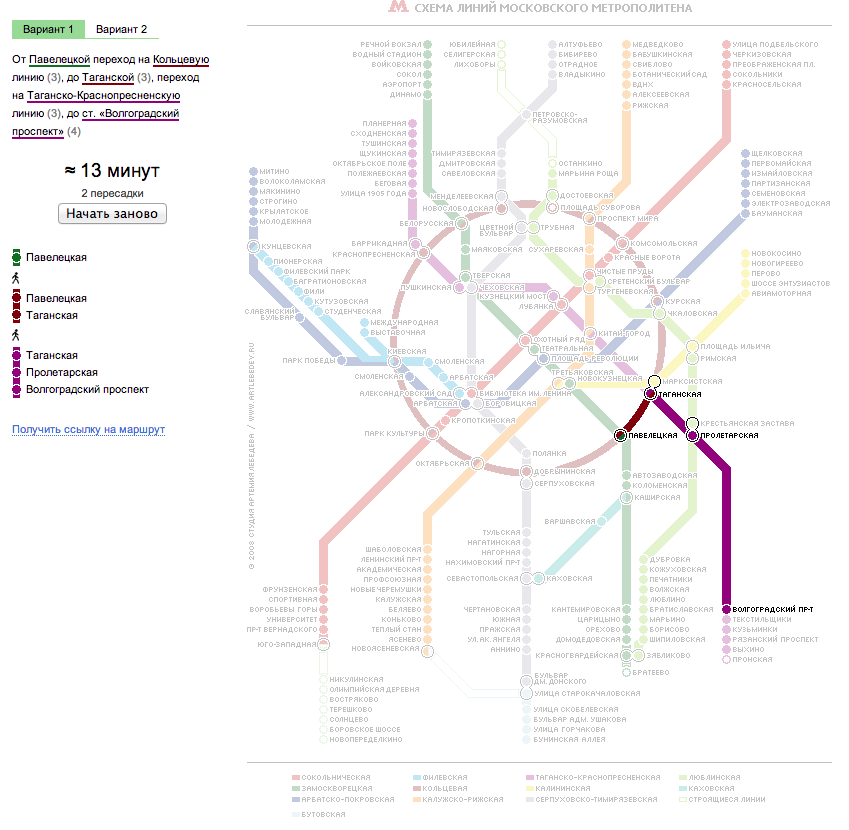 Вариант 1
Вариант 2
От Павелецкой переход на Кольцевую
линию (3), до Таганской (3), переход
на Таганско-Краснопресненскую
линию (3), до ст. «Волгоградский
проспект» (4)
≈ 13 минут
2 пересадки
Начать заново
Павелецкая
Павелецкая
Таганская
Таганская
Пролетарская
Волгоградский проспект
Получить ссылку на маршрут
М СХЕМА ЛИНИЙ МОСКОВСКОГО МЕТРОПОЛИТЕНА
РЕЧНОЙ ВОКЗАЛ
ВОДНЫЙ СТАДИОН
ВОЙКОВСКАЯ
СОКОЛ
АЭРОПОРТ
ДИНАМО
ЮБИЛЕЙНАЯ
СЕЛИГЕРСКАЯ
ЛИХОБОРЫ
АЛТУФЬЕВО
БИБИРЕВО
ОТРАДНОЕ
ВЛАДЫКИНО
МЕДВЕДКОВО
БАБУШКИНСКАЯ
СВИБЛОВО
БОТАНИЧЕСКИЙ САД
ВДНХ
АЛЕКСЕЕВСКАЯ
РИЖСКАЯ
УЛИЦА ПОДБЕЛЬСКОГО
ЧЕРКИЗОВСКАЯ
ПРЕОБРАЖЕНСКАЯ ПЛ.
СОКОЛЬНИКИ
КРАСНОСЕЛЬСКАЯ
ПЕТРОВСКО-
РАЗУМОВСКАЯ
ПЛАНЕРНАЯ
СХОДНЕНСКАЯ
ТУШИНСКАЯ
ЩУКИНСКАЯ
ОКТЯБРЬСКОЕ ПОЛЕ
ПОЛЕЖАЕВСКАЯ
БЕГОВАЯ
УЛИЦА 1905 ГОДА
ТИМИРЯЗЕВСКАЯ
ДМИТРОВСКАЯ
САВЕЛОВСКАЯ
МЕНДЕЛЕЕВСКАЯ
НОВОСЛОБОДСКАЯ
ОСТАНКИНО
МАРЬИНА РОЩА
ДОСТОЕВСКАЯ
ПЛОЩАДЬ СУВОРОВА
ПРОСПЕКТ МИРА
ЩЕЛКОВСКАЯ
ПЕРВОМАЙСКАЯ
ИЗМАЙЛОВСКАЯ
ПАРТИЗАНСКАЯ
СЕМЕНОВСКАЯ
ЭЛЕКТРОЗАВОДСКАЯ
БАУМАНСКАЯ
МИТИНО
ВОЛОКОЛАМСКАЯ
МЯКИНИНО
СТРОГИНО
КРЫЛАТСКОЕ
МОЛОДЕЖНАЯ
КУНЦЕВСКАЯ
ПИОНЕРСКАЯ
ФИЛЕВСКИЙ ПАРК
БАГРАТИОНОВСКАЯ
ФИЛИ
КУТУЗОВСКАЯ
СТУДЕНЧЕСКАЯ
СЛАВЯНСКИЙ
БУЛЬВАР
ПАРК ПОБЕДЫ
МЕЖДУНАРОДНАЯ
ВЫСТАВОЧНАЯ
КИЕВСКАЯ
БЕЛОРУССКАЯ
БАРРИКАДНАЯ
КРАСНОПРЕСНЕНСКАЯ
ЦВЕТНОЙ
БУЛЬВАР
ТРУБНАЯ
МАЯКОВСКАЯ
СУХАРЕВСКАЯ
КОМСОМОЛЬСКАЯ
КРАСНЫЕ ВОРОТА
ТВЕРСКАЯ
ПУШКИНСКАЯ
ЧЕХОВСКАЯ
КУЗНЕЦКИЙ МОСТ
ЛУБЯНКА
ЧИСТЫЕ ПРУДЫ
СРЕТЕНСКИЙ БУЛЬВАР
ТУРГЕНЕВСКАЯ
КУРСКАЯ
ЧКАЛОВСКАЯ
НОВОКОСИНО
НОВОГИРЕЕВО
ПЕРОВО
ШОССЕ ЭНТУЗИАСТОВ
АВИАМОТОРНАЯ
ПЛОЩАДЬ ИЛЬИЧА
РИМСКАЯ
КИТАЙ-ГОРОД
ОХОТНЫЙ РЯД
ТЕАТРАЛЬНАЯ
ПЛОЩАДЬ РЕВОЛЮЦИИ
ТРЕТЬЯКОВСКАЯ
НОВОКУЗНЕЦКАЯ
СМОЛЕНСКАЯ
СМОЛЕНСКАЯ
АРБАТСКАЯ
АЛЕКСАНДРОВСКИЙ САД
БИБЛИОТЕКА ИМ. ЛЕНИНА
АРБАТСКАЯ
БОРОВИЦКАЯ
КРОПОТКИНСКАЯ
МАРКСИСТСКАЯ
ТАГАНСКАЯ
КРЕСТЬЯНСКАЯ ЗАСТАВА
ПРОЛЕТАРСКАЯ
ПАВЕЛЕЦКАЯ
ПАРК КУЛЬТУРЫ
ОКТЯБРЬСКАЯ
ПОЛЯНКА
ДОБРЫНИНСКАЯ
СЕРПУХОВСКАЯ
АВТОЗАВОДСКАЯ
КОЛОМЕНСКАЯ
КАШИРСКАЯ
ВАРШАВСКАЯ
КАХОВСКАЯ
ТУЛЬСКАЯ
НАГАТИНСКАЯ
НАГОРНАЯ
НАХИМОВСКИЙ ПР-Т
СЕВАСТОПОЛЬСКАЯ
ЧЕРТАНОВСКАЯ
ЮЖНАЯ
ПРАЖСКАЯ
УЛ. АК. ЯНГЕЛЯ
АННИНО
БУЛЬВАР
ДМ. ДОНСКОГО
УЛИЦА СТАРОКАЧАЛОВСКАЯ
УЛИЦА СКОБЕЛЕВСКАЯ
БУЛЬВАР АДМ. УШАКОВА
УЛИЦА ГОРЧАКОВА
БУНИНСКАЯ АЛЛЕЯ
ШАБОЛОВСКАЯ
ЛЕНИНСКИЙ ПР-Т
АКАДЕМИЧЕСКАЯ
ПРОФСОЮЗНАЯ
НОВЫЕ ЧЕРЕМУШКИ
КАЛУЖСКАЯ
БЕЛЯЕВО
КОНЬКОВО
ТЕПЛЫЙ СТАН
ЯСЕНЕВО
НОВОЯСЕНЕВСКАЯ
ФРУНЗЕНСКАЯ
СПОРТИВНАЯ
ВОРОБЬЕВЫ ГОРЫ
УНИВЕРСИТЕТ
ПР-Т ВЕРНАДСКОГО
ЮГО-ЗАПАДНАЯ
НИКУЛИНСКАЯ
ОЛИМПИЙСКАЯ ДЕРЕВНЯ
ВОСТРЯКОВО
ТЕРЕШКОВО
СОЛНЦЕВО
БОРОВСКОЕ ШОССЕ
НОВОПЕРЕДЕЛКИНО
КАНТЕМИРОВСКАЯ
ЦАРИЦЫНО
ОРЕХОВО
ДОМОДЕДОВСКАЯ
КРАСНОГВАРДЕЙСКАЯ
БРАТЕЕВО
ДУБРОВКА
КОЖУХОВСКАЯ
ПЕЧАТНИКИ
ВОЛЖСКАЯ
ЛЮБЛИНО
БРАТИСЛАВСКАЯ
МАРЬИНО
БОРИСОВО
ШИПИЛОВСКАЯ
ЗЯБЛИКОВО
ВОЛГОГРАДСКИЙ ПР-Т
ТЕКСТИЛЬЩИКИ
КУЗЬМИНКИ
РЯЗАНСКИЙ ПРОСПЕКТ
ВЫХИНО
ПРОНСКАЯ
© 2008 СТУДИЯ АРТЕМИЯ ЛЕБЕДЕВА / WWW.ARTLEBEDEV.RU
СОКОЛЬНИЧЕСКАЯ
ФИЛЕВСКАЯ
ТАГАНСКО-КРАСНОПРЕСНЕНСКАЯ
ЛЮБЛИНСКАЯ
ЗАМОСКВОРЕЦКАЯ
КОЛЬЦЕВАЯ
КАЛИНИНСКАЯ
КАХОВСКАЯ
АРБАТСКО-ПОКРОВСКАЯ
КАЛУЖСКО-РИЖСКАЯ
СЕРПУХОВСКО-ТИМИРЯЗЕВСКАЯ
СТРОЯЩИЕСЯ ЛИНИИ
БУТОВСКАЯ